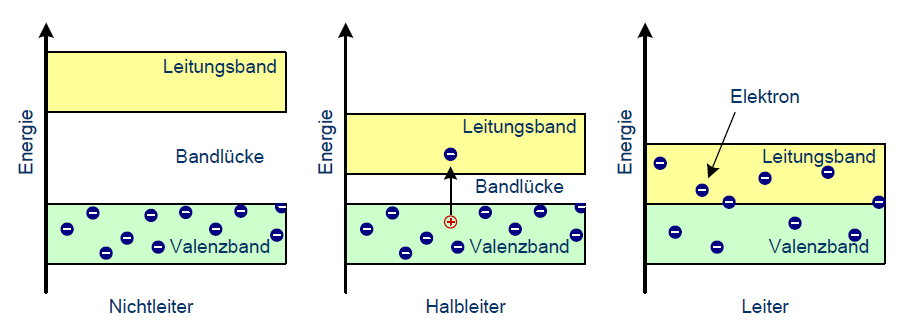 Energie
Leitungsband
Bandlücke
Valenzband
Nichtleiter
Energie
Leitungsband
Bandlücke
Valenzband
Halbleiter
Energie
Elektron
Leitungsband
Valenzband
Leiter